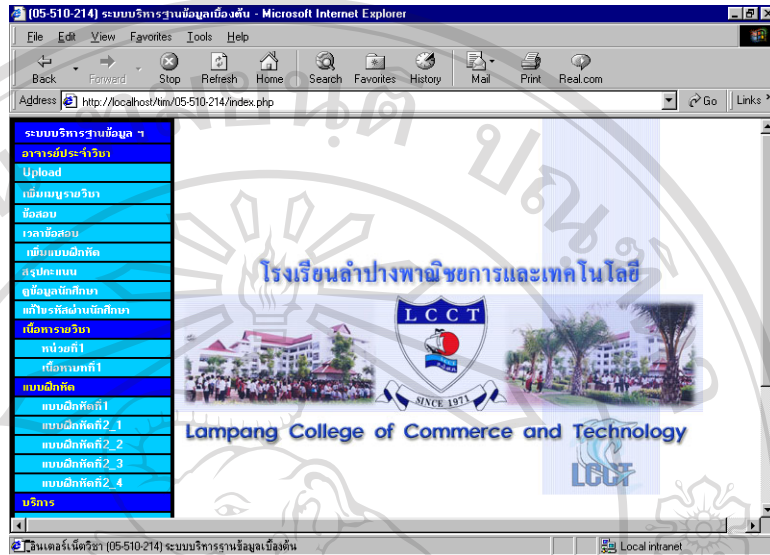 (05-510-214) ระบบบริหารฐานข้อมูลเบื้องต้น - Microsoft Internet Explorer
File Edit View Favorites Tools Help
Back Forward Stop Refresh Home Search Favorites History Mail Print Real.com
Address http://localhost/tim/05-510-214/index.php Go Links
ระบบบริหารฐานข้อมูล ฯ
อาจารย์ประจำวิชา
Upload
เพิ่มเมนูรายวิชา
ข้อสอบ
เวลาข้อสอบ
เพิ่มแบบฝึกหัด
สรุปคะแนน
ดูข้อมูลนักศึกษา
แก้ไขรหัสผ่านนักศึกษา
เนื้อหารายวิชา
หน่วยที่1
เนื้อหาบทที่1
แบบฝึกหัด
แบบฝึกหัดที่1
แบบฝึกหัดที่2_1
แบบฝึกหัดที่2_2
แบบฝึกหัดที่2_3
แบบฝึกหัดที่2_4
บริการ
โรงเรียนลำปางพาณิชยการและเทคโนโลยี
LCCT
SINCE 1971
Lampang College of Commerce and Technology
LCCT
อินเตอร์เน็ตวิชา (05-510-214) ระบบบริหารฐานข้อมูลเบื้องต้น
Local intranet